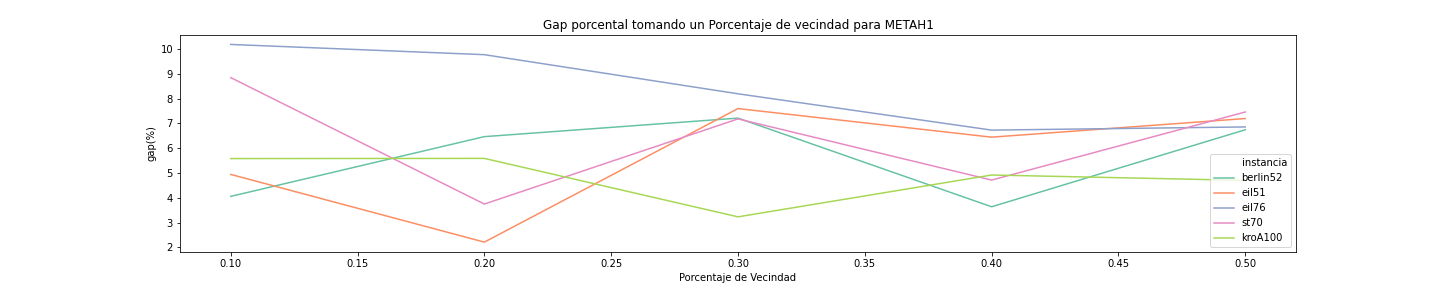 Gap porcental tomando un Porcentaje de vecindad para METAH1
gap(%)
10
9
8
7
6
5
4
3
2
0.10 0.15 0.20 0.25 0.30 0.35 0.40 0.45 0.50
Porcentaje de Vecindad
instancia
berlin52
eil51
eil76
st70
kroA100